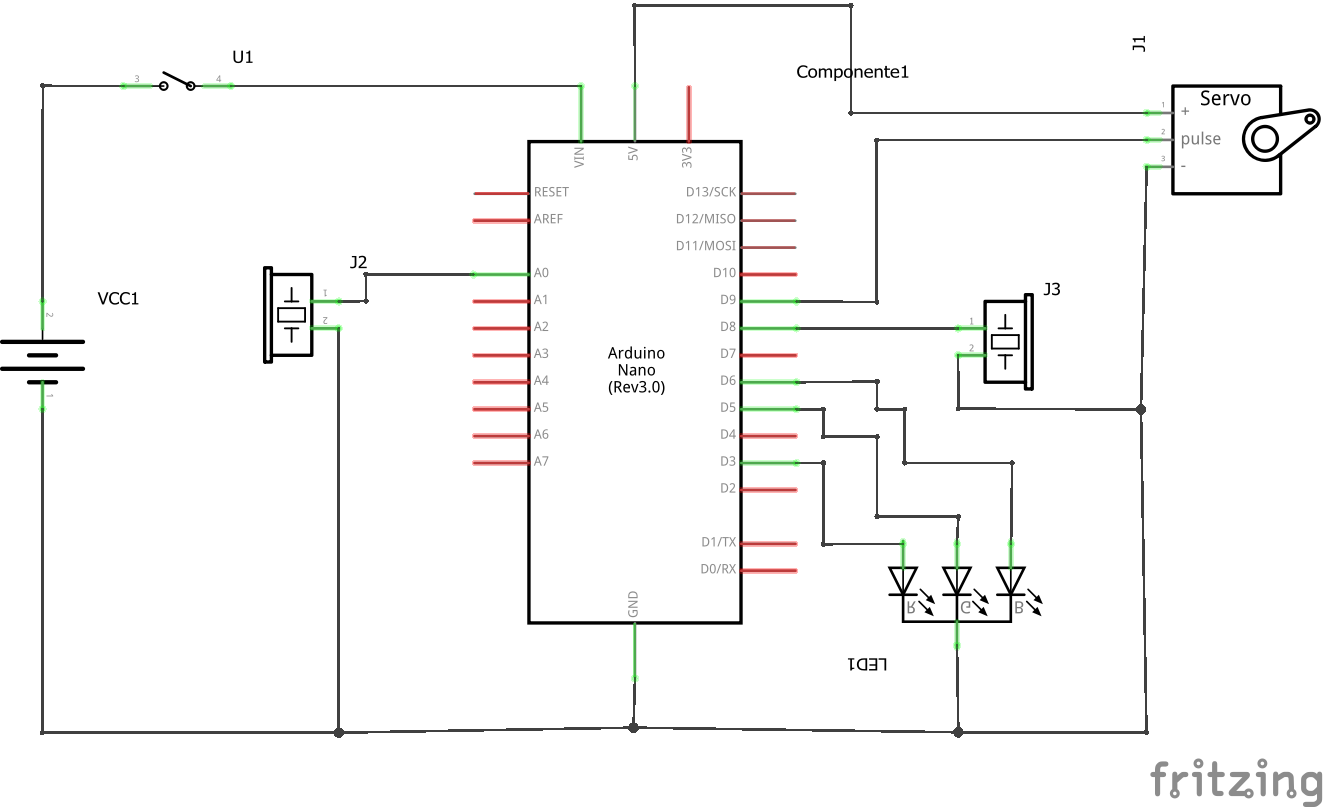 U1
3
4
J1
Componente1
Servo
1
+
2
pulse
3
-
VIN
5V
3V3
RESET
D13/SCK
AREF
D12/MISO
D11/MOSI
J2
A0
D10
VCC1
2
1
A1
D9
J3
2
A2
D8
1
Arduino
Nano
(Rev3.0)
A3
D7
2
A4
D6
1
A5
D5
A6
D4
A7
D3
D2
D1/TX
D0/RX
GND
R
G
B
LED1
fritzing